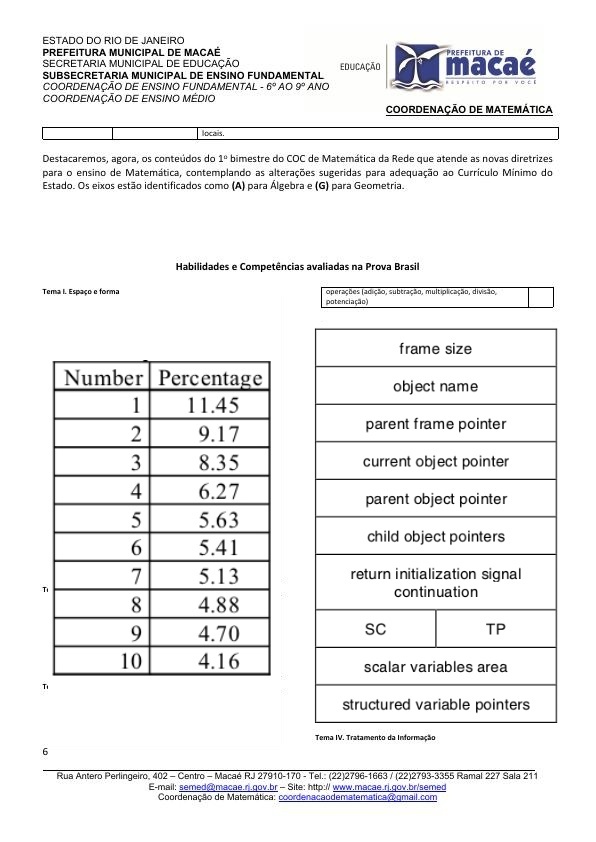 ESTADO DO RIO DE JANEIRO
PREFEITURA MUNICIPAL DE MACAÉ
SECRETARIA MUNICIPAL DE EDUCAÇÃO
SUBSECRETARIA MUNICIPAL DE ENSINO FUNDAMENTAL
COORDENAÇÃO DE ENSINO FUNDAMENTAL - 6º AO 9º ANO
COORDENAÇÃO DE ENSINO MÉDIO
EDUCAÇÃO
PREFEITURA DE
macaé
RESPEITO POR VOCÊ
COORDENAÇÃO DE MATEMÁTICA
locais.
Destacaremos, agora, os conteúdos do 1º bimestre do COC de Matemática da Rede que atende as novas diretrizes
para o ensino de Matemática, contemplando as alterações sugeridas para adequação ao Currículo Mínimo do
Estado. Os eixos estão identificados como (A) para Álgebra e (G) para Geometria.
Habilidades e Competências avaliadas na Prova Brasil
Tema I. Espaço e forma
Number Percentage
1 11.45
2 9.17
3 8.35
4 6.27
5 5.63
6 5.41
7 5.13
8 4.88
9 4.70
10 4.16
operações (adição, subtração, multiplicação, divisão,
potenciação)
frame size
object name
parent frame pointer
current object pointer
parent object pointer
child object pointers
return initialization signal
continuation
SC TP
scalar variables area
structured variable pointers
Tema IV. Tratamento da Informação
6
Rua Antero Perlingeiro, 402 – Centro – Macaé RJ 27910-170 - Tel.: (22)2796-1663 / (22)2793-3355 Ramal 227 Sala 211
E-mail: semed@macae.rj.gov.br – Site: http:// www.macae.rj.gov.br/semed
Coordenação de Matemática: coordenacaodematematica@gmail.com